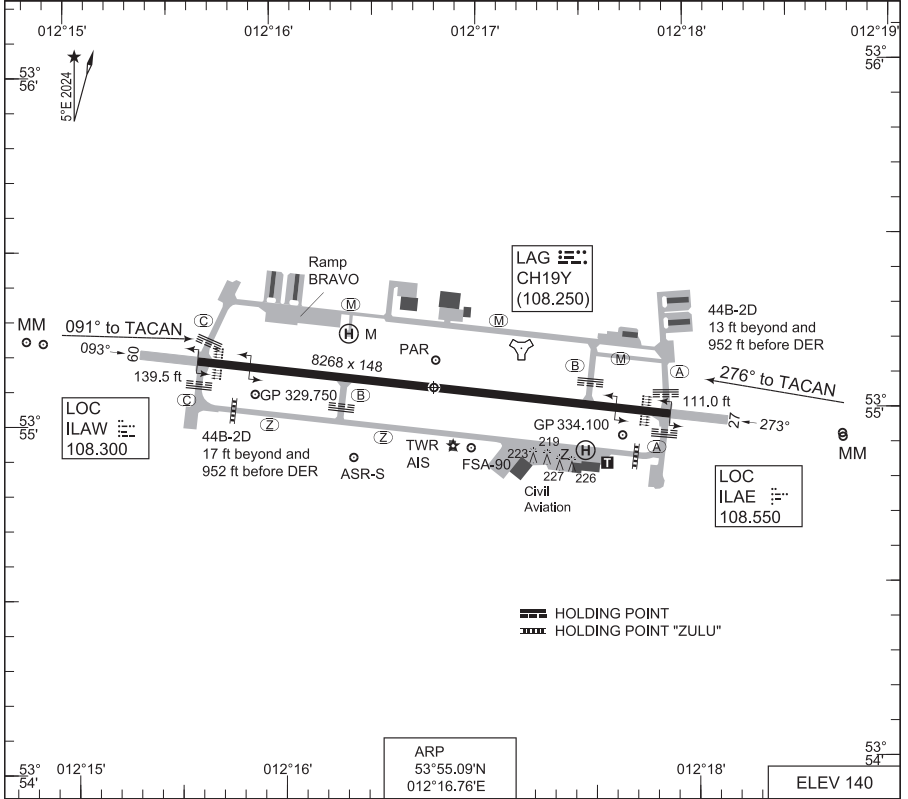 012°15' 012°16' 012°17' 012°18' 012°19'
53° 56'
53° 56'
5°E 2024
Ramp
BRAVO
LAG
CH19Y
(108.250)
44B-2D
13 ft beyond and
952 ft before DER
MM
091° to TACAN
C
M
H M
M
PAR
M
B
A
093°
09
8268 x 148
276° to TACAN
139.5 ft
111.0 ft
C
GP 329.750
B
GP 334.100
27
273°
53° 55'
53° 55'
LOC
ILAW
108.300
Z
Z
44B-2D
17 ft beyond and
952 ft before DER
TWR
AIS
ASR-S
FSA-90
219
223
Z
H
T
227
226
A
MM
Civil
Aviation
LOC
ILAE
108.550
HOLDING POINT
HOLDING POINT "ZULU"
ARP
53°55.09'N
012°16.76'E
53° 54'
53° 54'
012°15' 012°16' 012°18'
ELEV 140